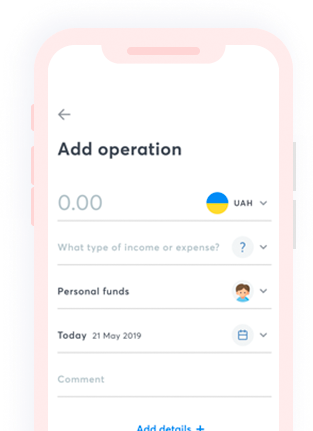 Add operation
0.00 UAH
What type of income or expense? ?
Personal funds
Today 21 May 2019
Comment
Add details +